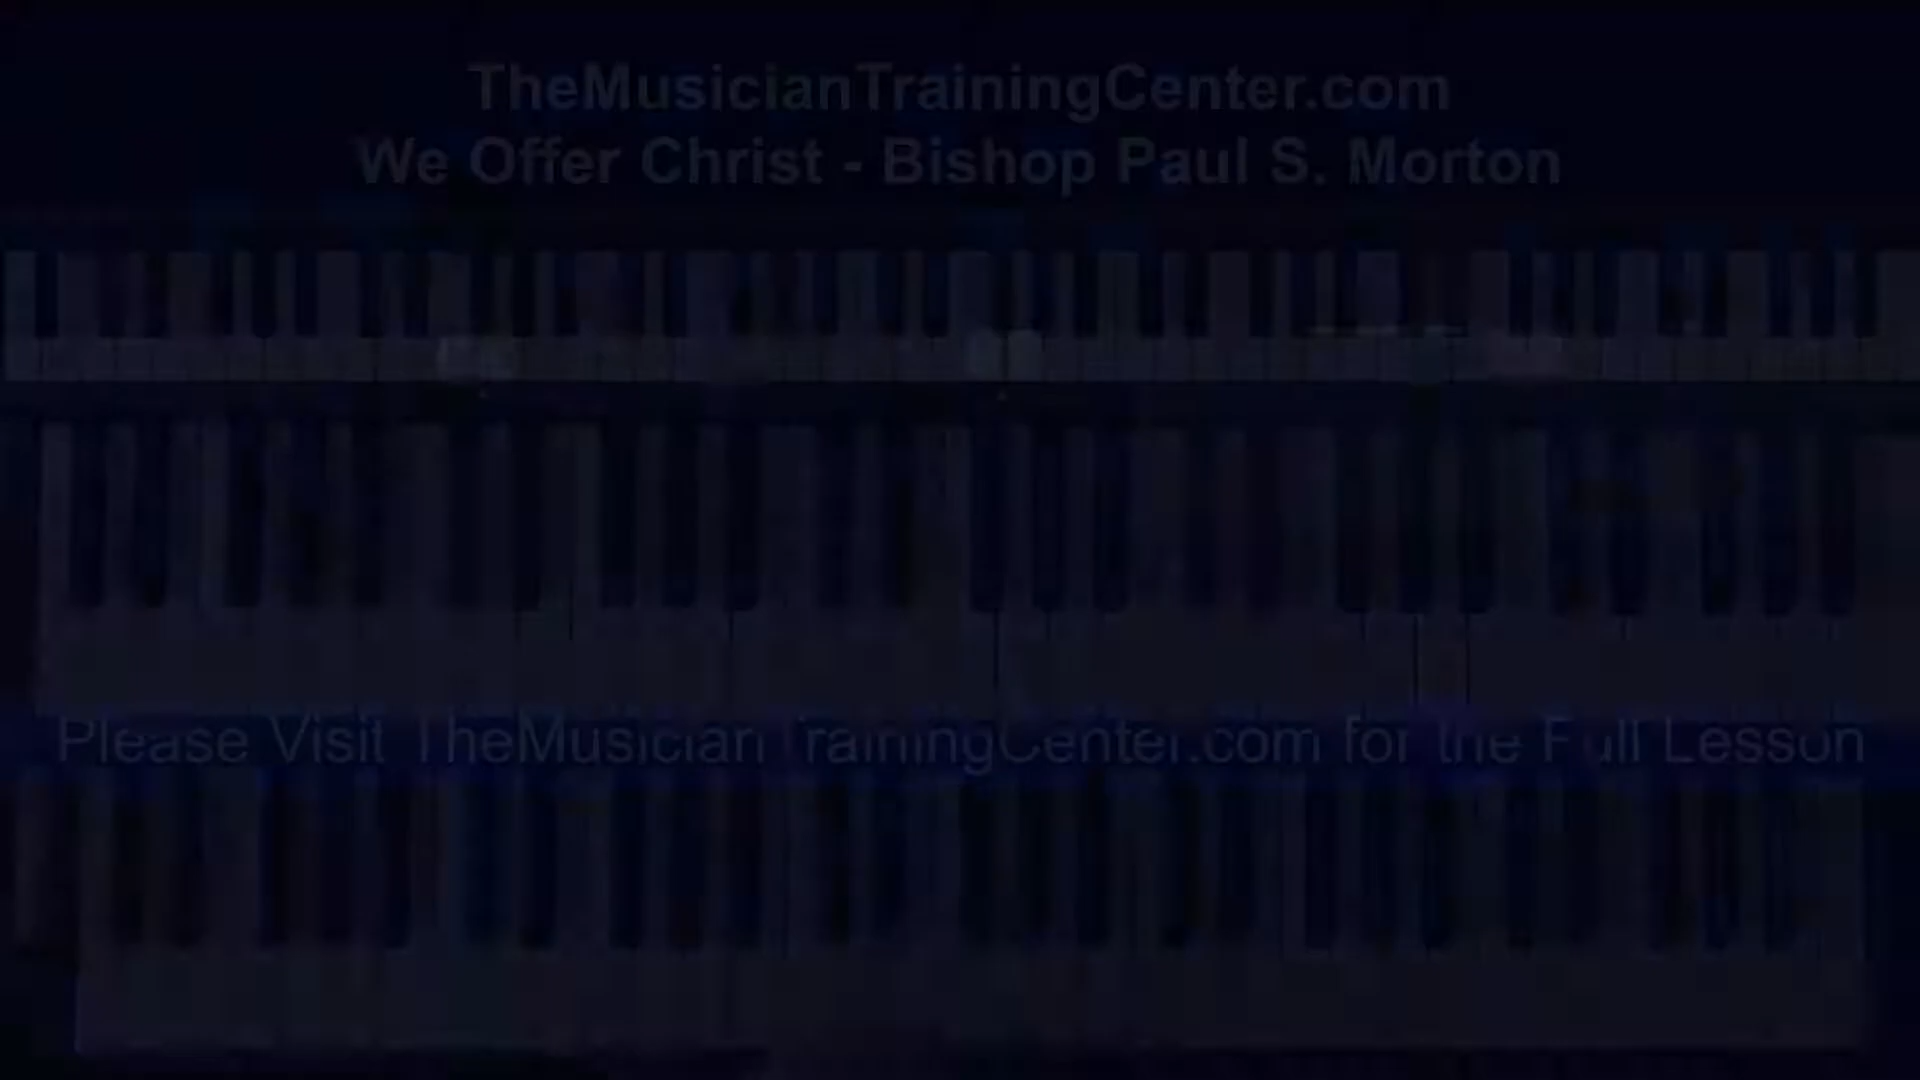 TheMusicianTrainingCenter.com
We Offer Christ - Bishop Paul S. Morton
Please Visit TheMusicianTrainingCenter.com for the Full Lesson